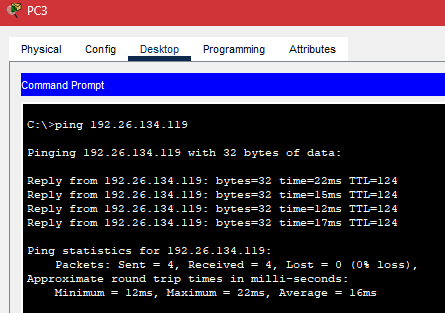 PC3
Physical Config Desktop Programming Attributes
Command Prompt
C:\>ping 192.26.134.119
Pinging 192.26.134.119 with 32 bytes of data:
Reply from 192.26.134.119: bytes=32 time=22ms TTL=124
Reply from 192.26.134.119: bytes=32 time=15ms TTL=124
Reply from 192.26.134.119: bytes=32 time=12ms TTL=124
Reply from 192.26.134.119: bytes=32 time=17ms TTL=124
Ping statistics for 192.26.134.119:
Packets: Sent = 4, Received = 4, Lost = 0 (0% loss),
Approximate round trip times in milli-seconds:
Minimum = 12ms, Maximum = 22ms, Average = 16ms